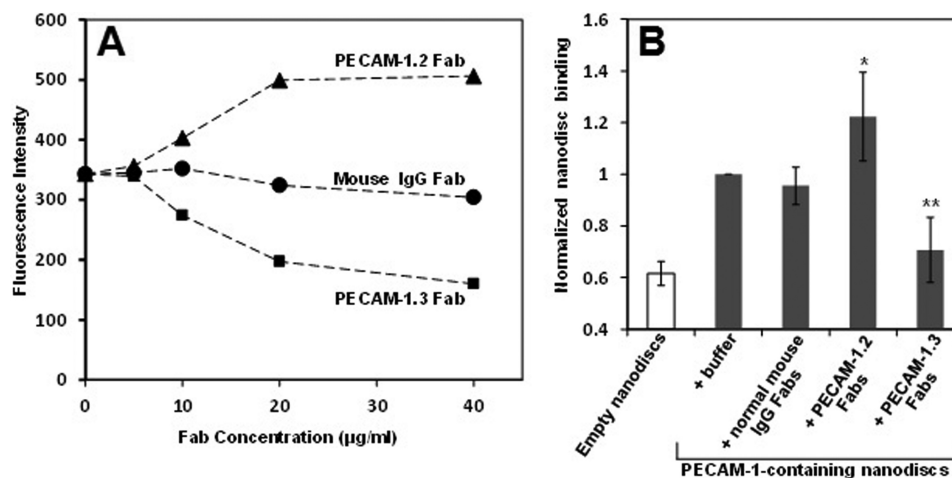 A
600
500
400
300
200
100
0
Fluorescence Intensity
PECAM-1.2 Fab
Mouse IgG Fab
PECAM-1.3 Fab
0 10 20 30 40
Fab Concentration (µg/ml)
B
1.6
1.4
1.2
1
0.8
0.6
0.4
Normalized nanodisc binding
*
**
Empty nanodiscs
+ buffer
+ normal mouse
IgG Fabs
+ PECAM-1.2
Fabs
+ PECAM-1.3
Fabs
PECAM-1-containing nanodiscs